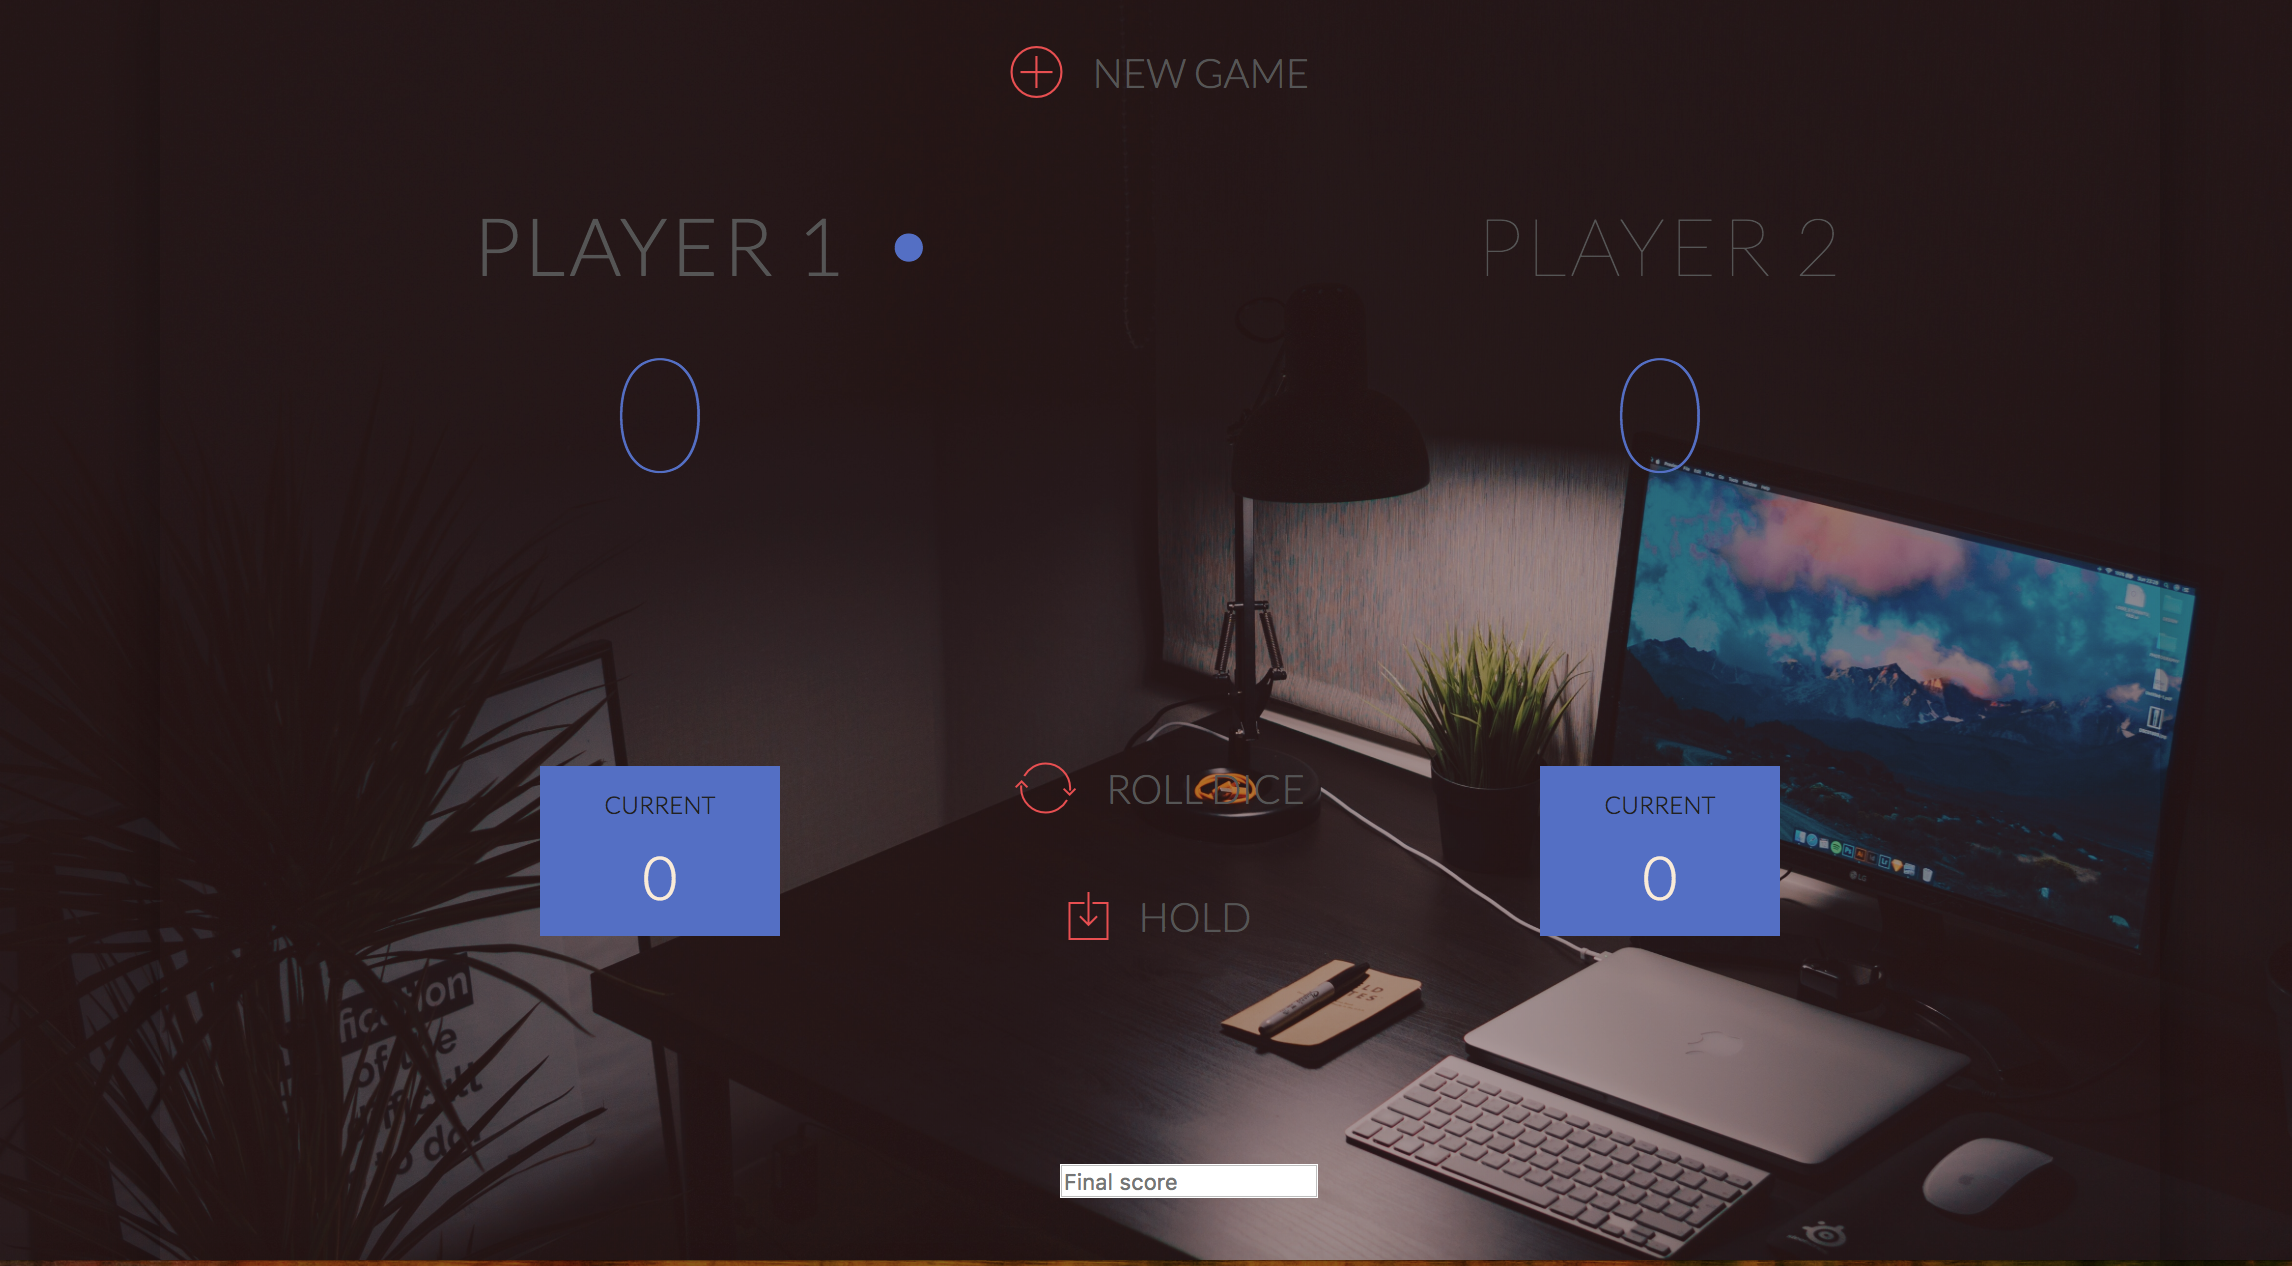 NEW GAME
PLAYER 1
PLAYER 2
0
0
CURRENT
0
ROLL DICE
CURRENT
0
HOLD
Final score